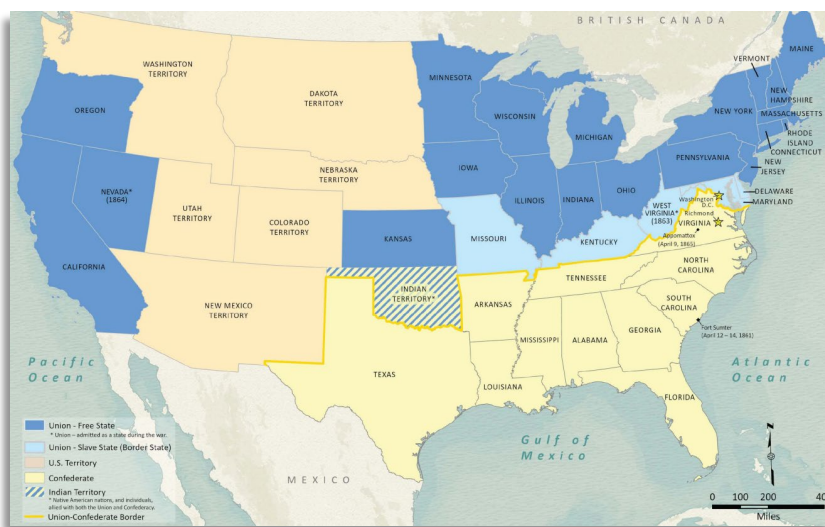 BRITISH CANADA
WASHINGTON
TERRITORY
DAKOTA
TERRITORY
MINNESOTA
VERMONT
MAINE
OREGON
WISCONSIN
NEW
HAMPSHIRE
NEW YORK
MASSACHUSETTS
MICHIGAN
RHODE
ISLAND
CONNECTICUT
NEBRASKA
TERRITORY
IOWA
PENNSYLVANIA
NEW
JERSEY
NEVADA*
(1864)
UTAH
TERRITORY
COLORADO
TERRITORY
ILLINOIS
INDIANA
OHIO
DELAWARE
MARYLAND
WEST
VIRGINIA*
(1863)
Washington
D.C.
Richmond
VIRGINIA
Appomattox
(April 9, 1865)
KANSAS
MISSOURI
KENTUCKY
CALIFORNIA
NORTH
CAROLINA
TENNESSEE
INDIAN
TERRITORY*
NEW MEXICO
TERRITORY
ARKANSAS
SOUTH
CAROLINA
Fort Sumter
(April 12 – 14, 1861)
MISSISSIPPI
ALABAMA
GEORGIA
Pacific
Ocean
Atlantic
Ocean
TEXAS
LOUISIANA
FLORIDA
Gulf of
Mexico
MEXICO
Union - Free State
* Union – admitted as a state during the war.
Union - Slave State (Border State)
U.S. Territory
Confederate
Indian Territory
* Native American nations, and individuals,
allied with both the Union and Confederacy.
Union-Confederate Border
N
0 100 200 40
Miles